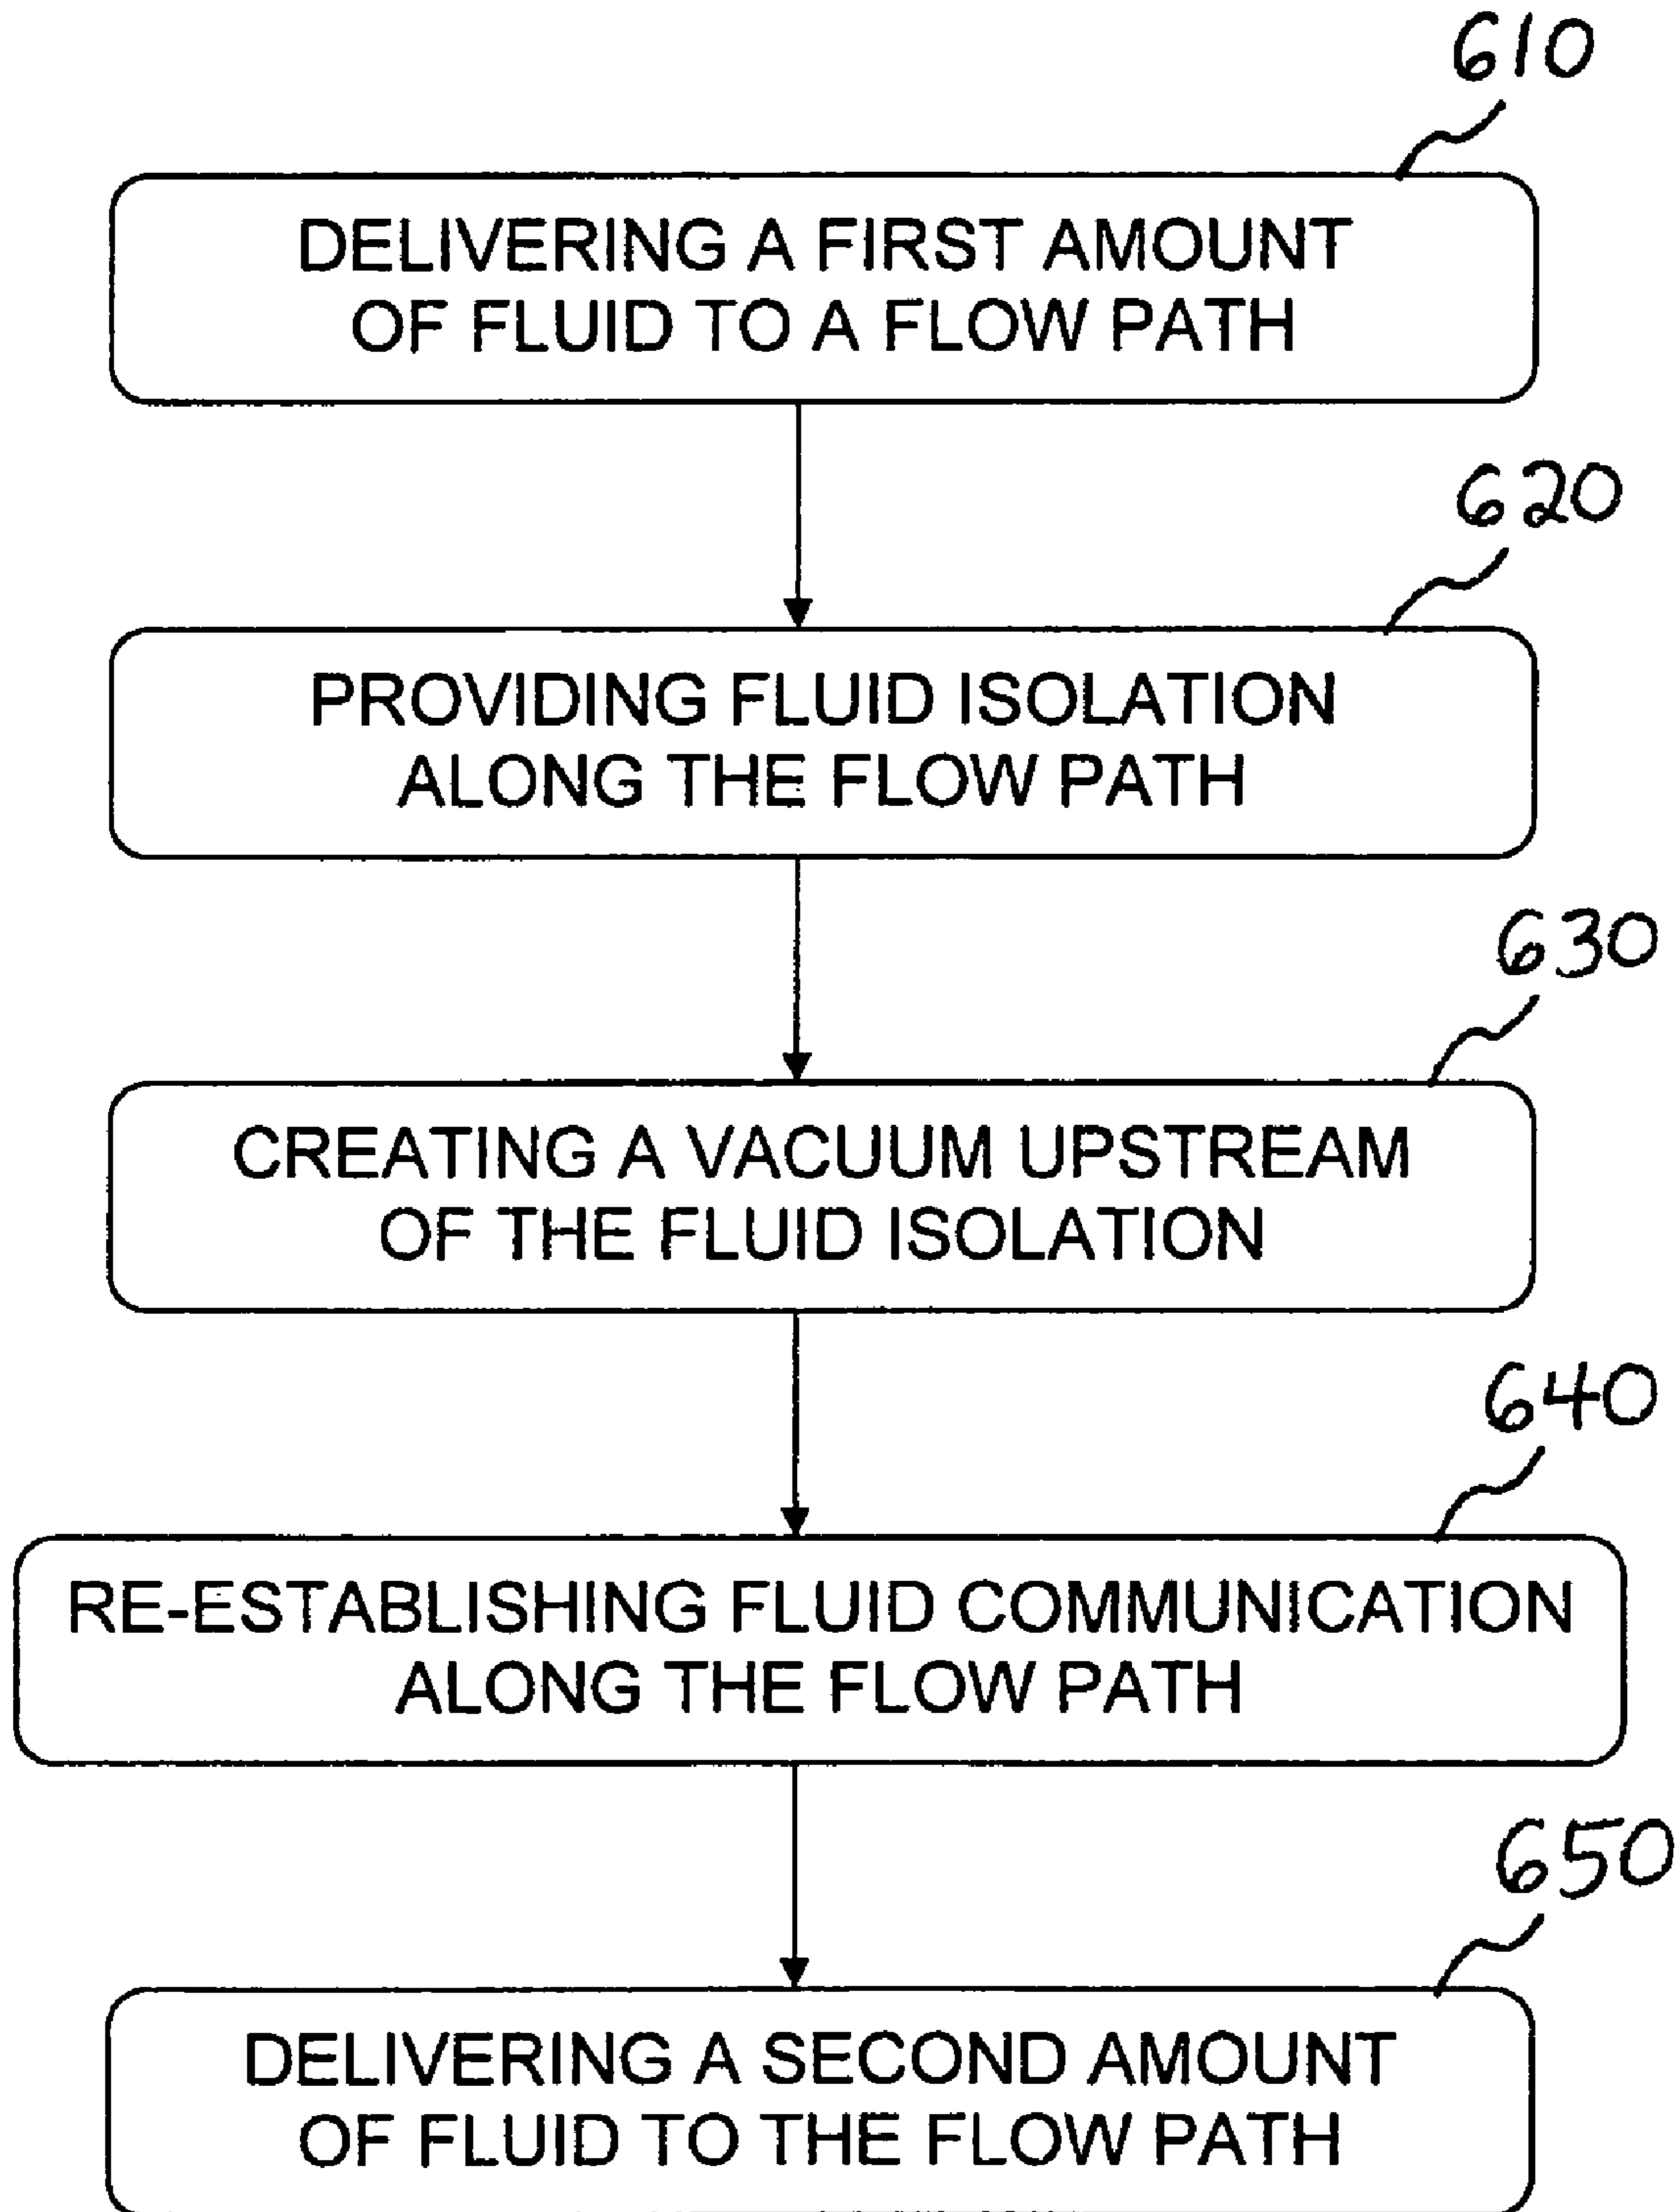 610
DELIVERING A FIRST AMOUNT
OF FLUID TO A FLOW PATH
620
PROVIDING FLUID ISOLATION
ALONG THE FLOW PATH
630
CREATING A VACUUM UPSTREAM
OF THE FLUID ISOLATION
640
RE-ESTABLISHING FLUID COMMUNICATION
ALONG THE FLOW PATH
650
DELIVERING A SECOND AMOUNT
OF FLUID TO THE FLOW PATH